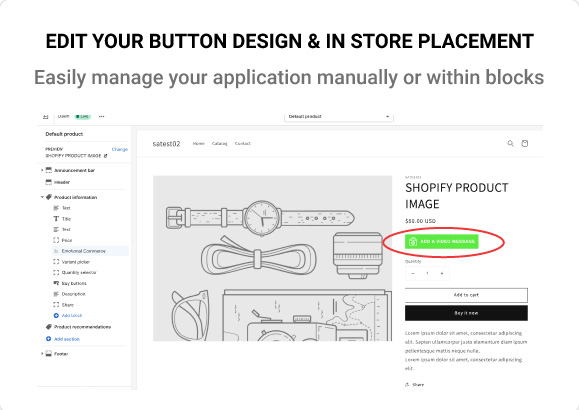 EDIT YOUR BUTTON DESIGN & IN STORE PLACEMENT
Easily manage your application manually or within blocks
Default product
Default product
PREVIEW
Change
SHOPIFY PRODUCT IMAGE
Announcement bar
Header
Product information
Text
Title
Text
Price
Emotional Commerce
Variant picker
Quantity selector
Buy buttons
Description
Share
Add block
Product recommendations
Add section
Footer
satest02
Home
Catalog
Contact
SATEST02
SHOPIFY PRODUCT
IMAGE
$50.00 USD
ADD A VIDEO MESSAGE
Quantity
− 1 +
Add to cart
Buy it now
Lorem ipsum dolor sit amet, consectetur adipiscing
elit. Sapien ullamcorper justo elementum dui ipsum
pellentesque mattis neque nulla.
Lorem ipsum dolor sit amet, consectetur adipiscing
elit.
Share